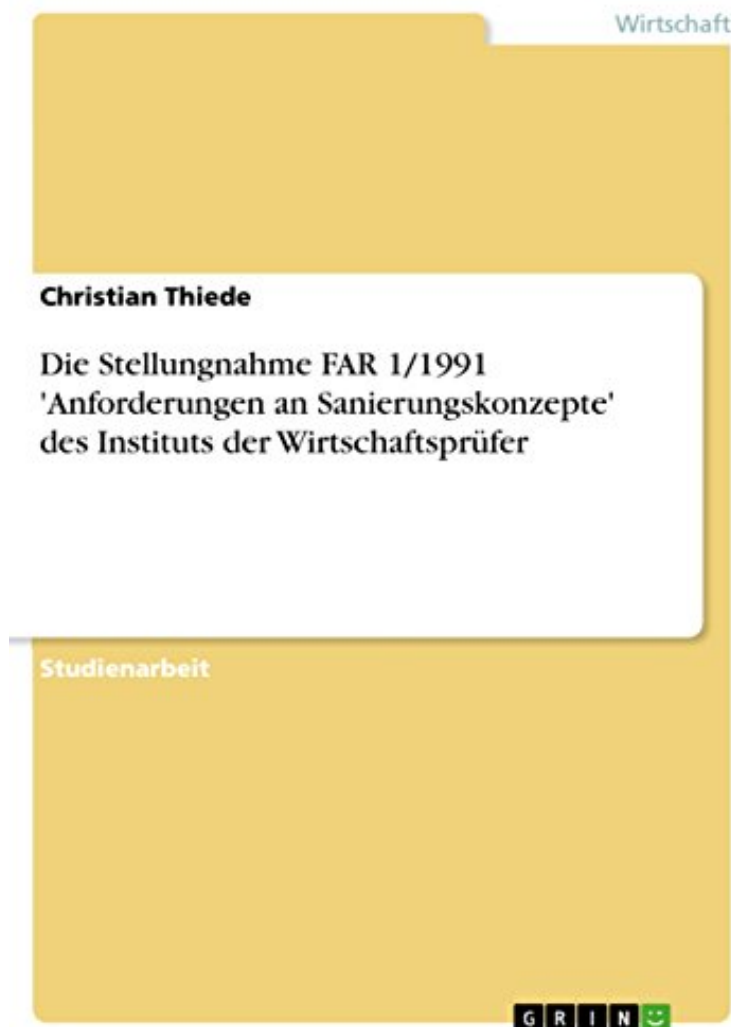 Wirtschaft
Christian Thiede
Die Stellungnahme FAR 1/1991
'Anforderungen an Sanierungskonzepte'
des Instituts der Wirtschaftsprüfer
Studienarbeit
GRIN